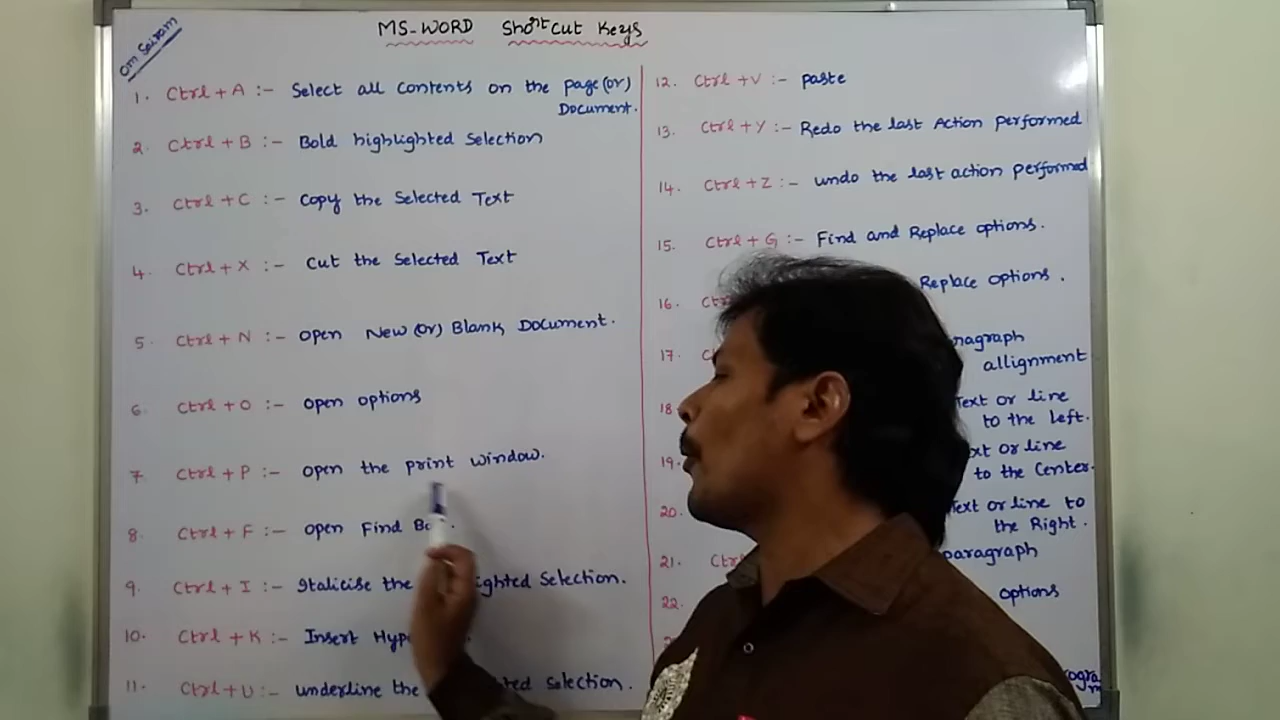 Om Sairam
MS-WORD Shortcut Keys
1. Ctrl + A :- Select all contents on the page (or)
Document.
2. Ctrl + B :- Bold highlighted Selection
3. Ctrl + C :- Copy the Selected Text
4. Ctrl + X :- Cut the Selected Text
5. Ctrl + N :- Open New (or) Blank Document.
6. Ctrl + O :- Open options
7. Ctrl + P :- Open the print window.
8. Ctrl + F :- Open Find
9. Ctrl + I :- Italicise the Selection.
10. Ctrl + K :- Insert
11. Ctrl + U :- underline the Selection.
12. Ctrl + V :- paste
13. Ctrl + Y :- Redo the last Action performed
14. Ctrl + Z :- undo the last action performed
15. Ctrl + G :- Find and Replace options.
16. Replace options.
17.
allignment
18. Text or line
to the left.
19. or line
to the Center.
20. Text or line to
the Right.
21. paragraph
22. options